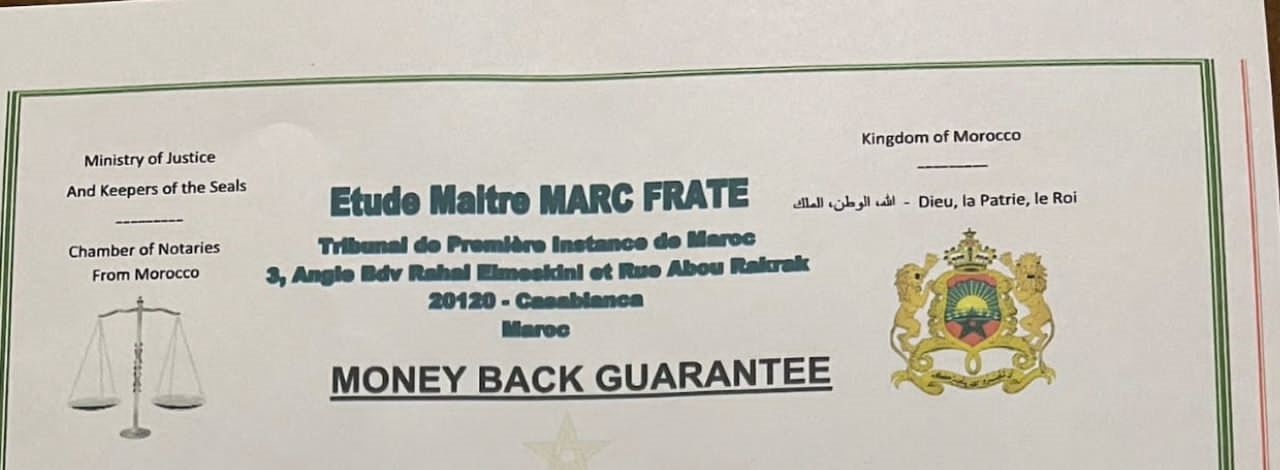 Ministry of Justice
And Keepers of the Seals
----------
Chamber of Notaries
From Morocco
Etude Maitre MARC FRATE
Tribunal de Première Instance de Maroc
3, Angle Bdv Rahal Elmeskini et Rue Abou Rakrak
20120 - Casablanca
Maroc
MONEY BACK GUARANTEE
Kingdom of Morocco
----------
الله، الوطن، الملك - Dieu, la Patrie, le Roi